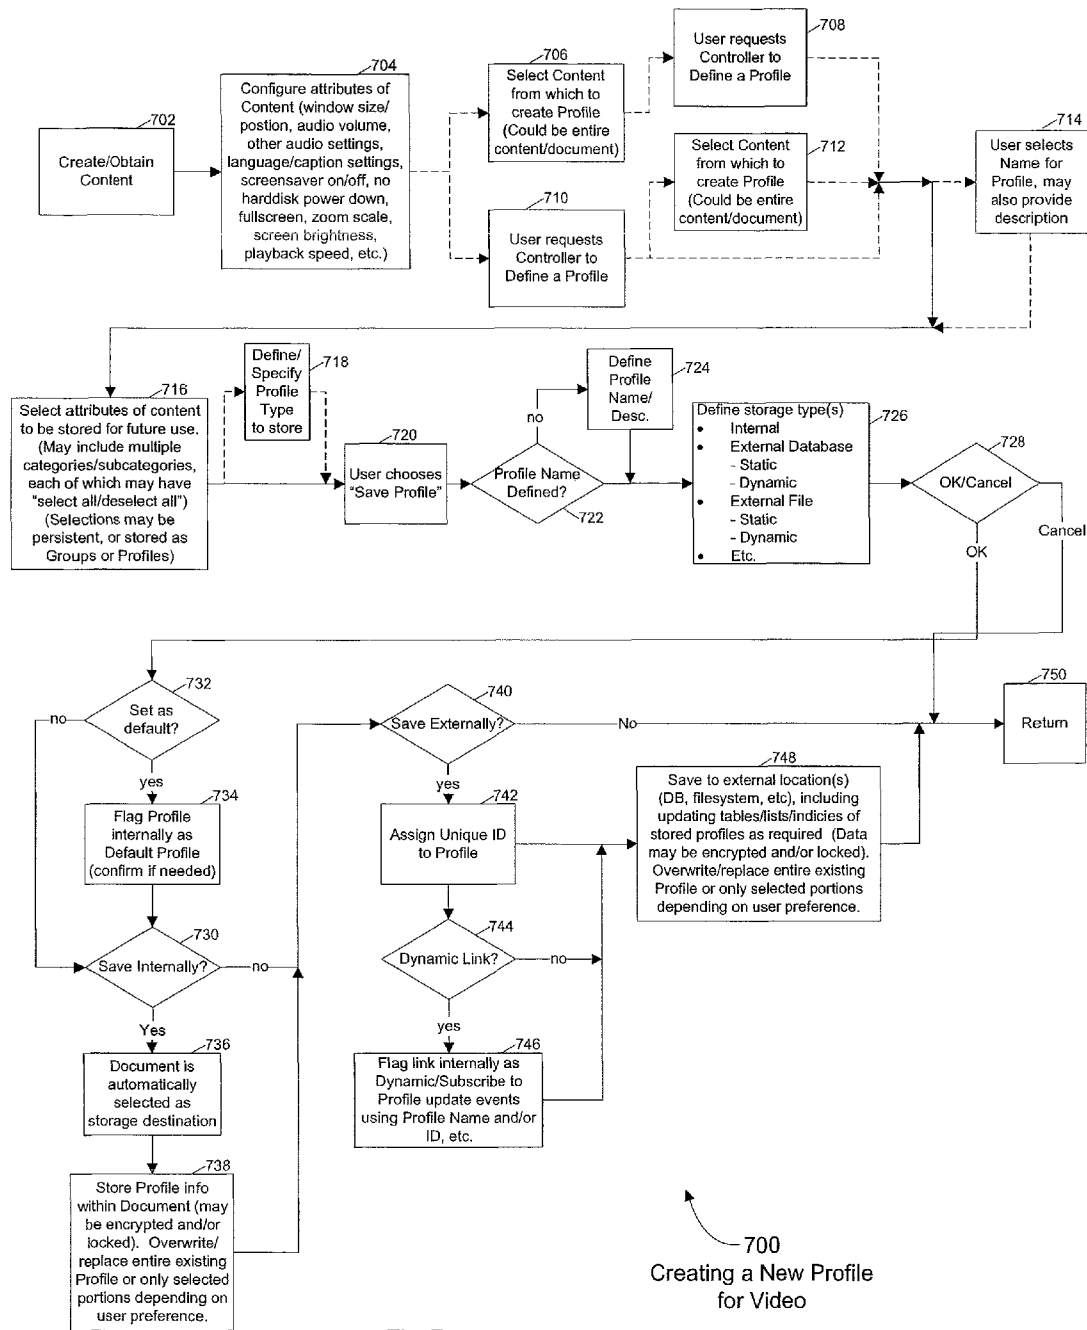 702
Create/Obtain
Content
704
Configure attributes of
Content (window size/
postion, audio volume,
other audio settings,
language/caption settings,
screensaver on/off, no
harddisk power down,
fullscreen, zoom scale,
screen brightness,
playback speed, etc.)
706
Select Content
from which to
create Profile
(Could be entire
content/document)
708
User requests
Controller to
Define a Profile
710
User requests
Controller to
Define a Profile
712
Select Content
from which to
create Profile
(Could be entire
content/document)
714
User selects
Name for
Profile, may
also provide
description
716
Select attributes of content
to be stored for future use.
(May include multiple
categories/subcategories,
each of which may have
“select all/deselect all”)
(Selections may be
persistent, or stored as
Groups or Profiles)
718
Define/
Specify
Profile
Type
to store
720
User chooses
“Save Profile”
no
Profile Name
Defined?
722
724
Define
Profile
Name/
Desc.
726
Define storage type(s)
• Internal
• External Database
- Static
- Dynamic
• External File
- Static
- Dynamic
• Etc.
728
OK/Cancel
Cancel
OK
732
Set as
default?
no
yes
734
Flag Profile
internally as
Default Profile
(confirm if needed)
730
Save Internally?
no
Yes
736
Document is
automatically
selected as
storage destination
738
Store Profile info
within Document (may
be encrypted and/or
locked). Overwrite/
replace entire existing
Profile or only selected
portions depending on
user preference.
740
Save Externally?
No
yes
742
Assign Unique ID
to Profile
744
Dynamic Link?
no
yes
746
Flag link internally as
Dynamic/Subscribe to
Profile update events
using Profile Name and/or
ID, etc.
748
Save to external location(s)
(DB, filesystem, etc), including
updating tables/lists/indicies
of stored profiles as required (Data
may be encrypted and/or locked).
Overwrite/replace entire existing
Profile or only selected portions
depending on user preference.
750
Return
700
Creating a New Profile
for Video